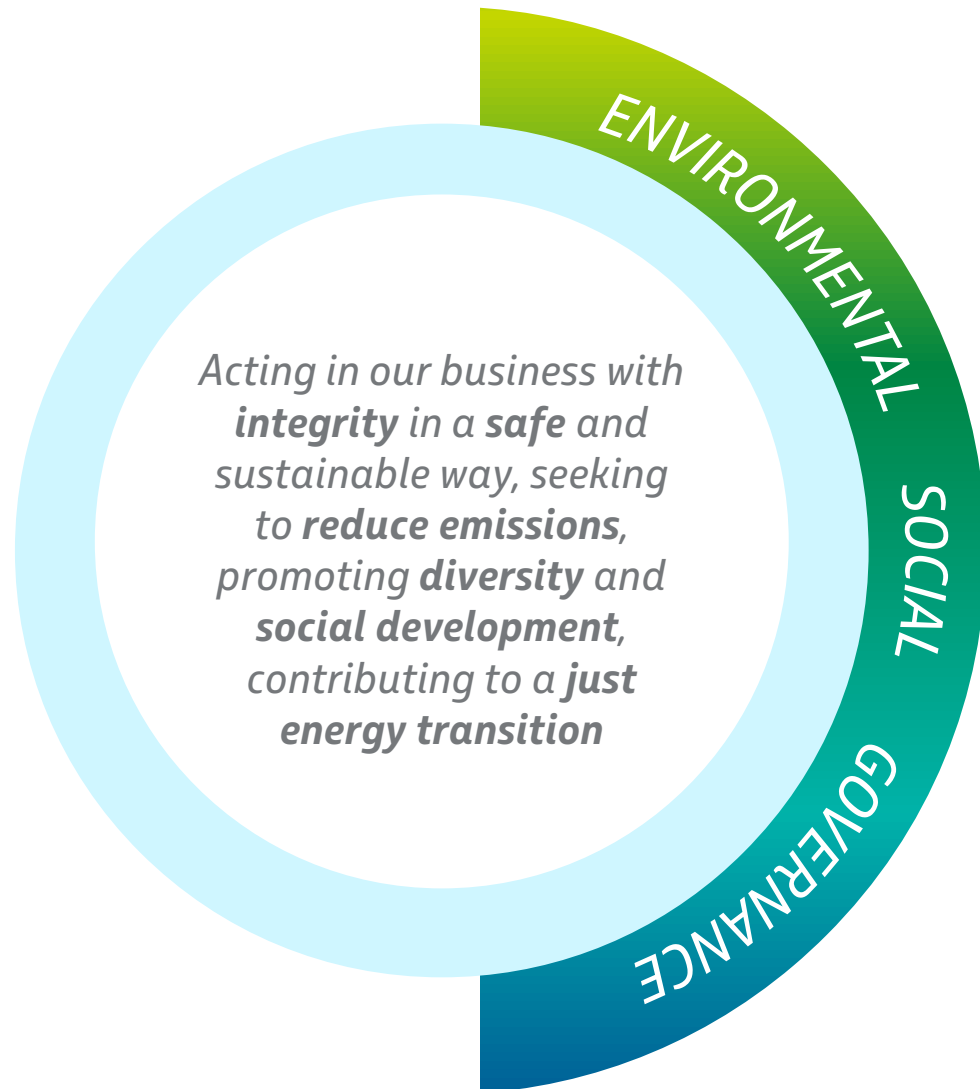 ENVIRONMENTAL
SOCIAL
GOVERNANCE
Acting in our business with
integrity in a safe and
sustainable way, seeking
to reduce emissions,
promoting diversity and
social development,
contributing to a just
energy transition